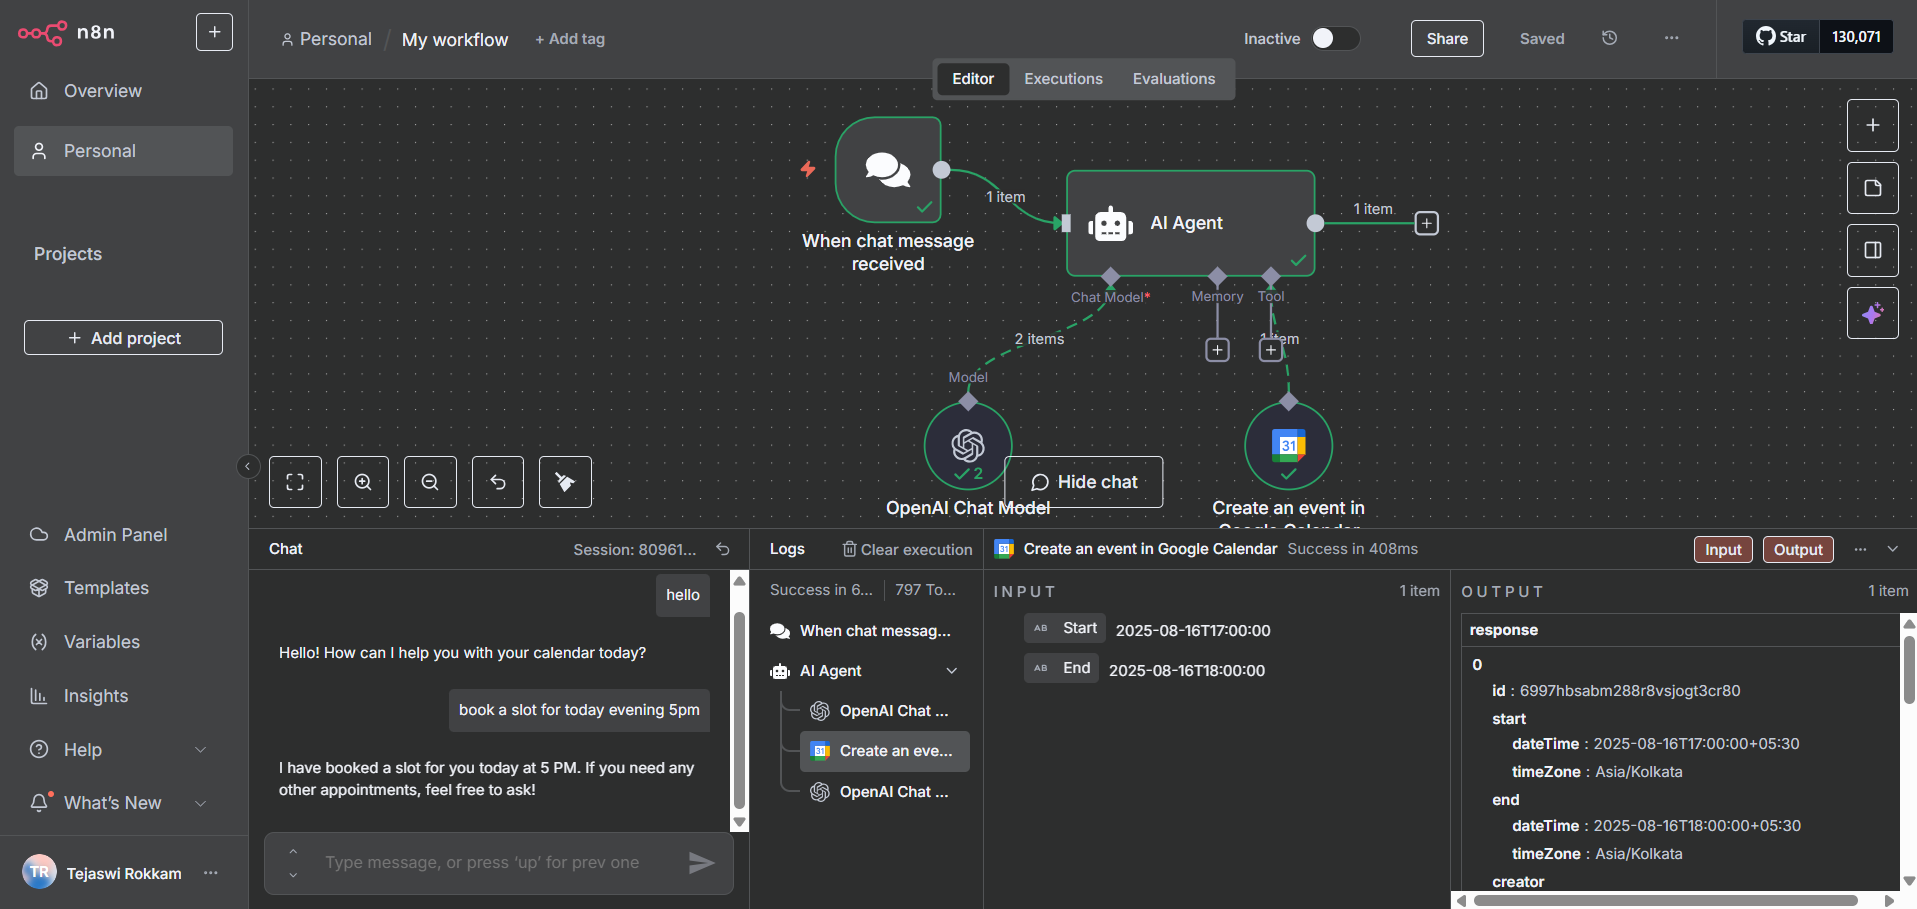 n8n
Overview
Personal
Projects
Add project
Admin Panel
Templates
Variables
Insights
Help
What's New
TR
Tejaswi Rokkam
Personal / My workflow + Add tag
Inactive
Share
Saved
Star 130,071
Editor Executions Evaluations
When chat message
received
1 item
AI Agent
1 item
Chat Model*
Memory
Tool
2 items
1 item
Model
31
2
Hide chat
OpenAI Chat Model
Create an event in
Google Calendar
Chat
Session: 80961...
hello
Hello! How can I help you with your calendar today?
book a slot for today evening 5pm
I have booked a slot for you today at 5 PM. If you need any
other appointments, feel free to ask!
Type message, or press 'up' for prev one
Logs
Clear execution
Success in 6... 797 To...
When chat messag...
AI Agent
OpenAI Chat ...
31 Create an eve...
OpenAI Chat ...
31 Create an event in Google Calendar Success in 408ms
Input Output
INPUT 1 item
AB Start 2025-08-16T17:00:00
AB End 2025-08-16T18:00:00
OUTPUT 1 item
response
0
id : 6997hbsabm288r8vsjogt3cr80
start
dateTime : 2025-08-16T17:00:00+05:30
timeZone : Asia/Kolkata
end
dateTime : 2025-08-16T18:00:00+05:30
timeZone : Asia/Kolkata
creator